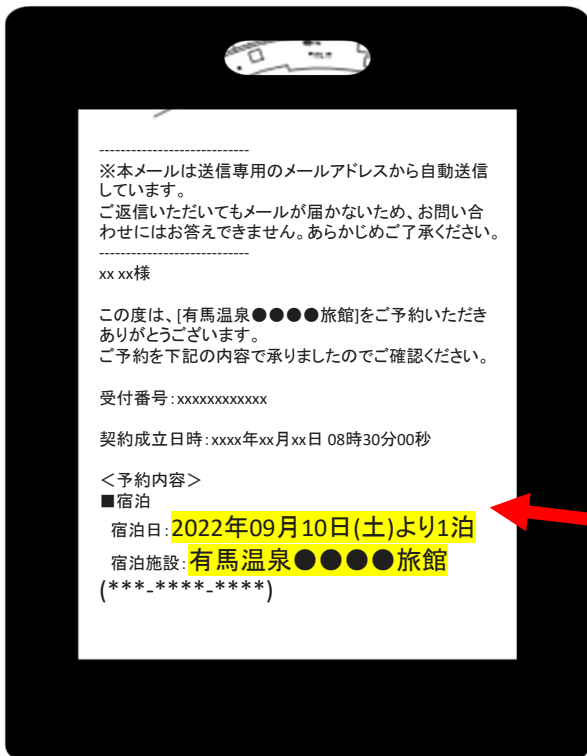 ---------------------------
※本メールは送信専用のメールアドレスから自動送信
しています。
ご返信いただいてもメールが届かないため、お問い合
わせにはお答えできません。あらかじめご了承ください。
---------------------------
xx xx様
この度は、[有馬温泉●●●●旅館]をご予約いただき
ありがとうございます。
ご予約を下記の内容で承りましたのでご確認ください。
受付番号：xxxxxxxxxxxx
契約成立日時：xxxx年xx月xx日 08時30分00秒
＜予約内容＞
■宿泊
宿泊日：2022年09月10日(土)より1泊
宿泊施設：有馬温泉●●●●旅館
(***-****-****)